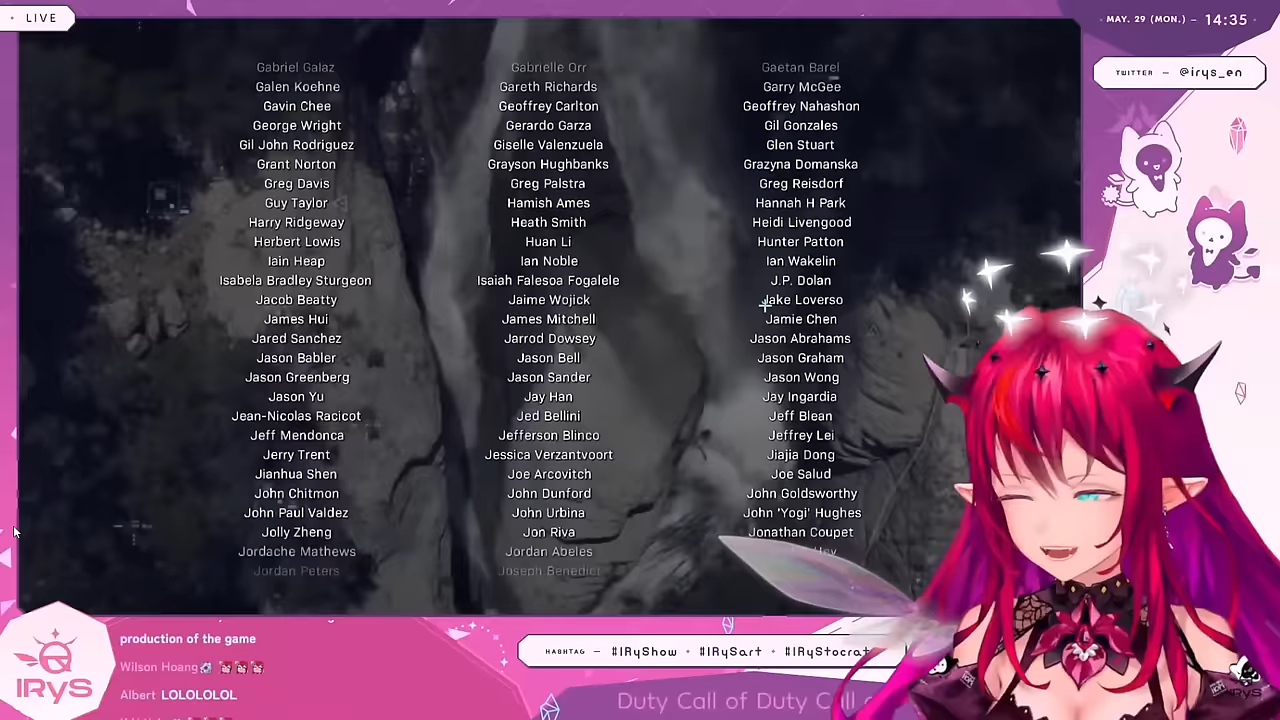 LIVE
MAY. 29 (MON.) – 14:35
TWITTER — @irys_en
Gabriel Galaz
Galen Koehne
Gavin Chee
George Wright
Gil John Rodriguez
Grant Norton
Greg Davis
Guy Taylor
Harry Ridgeway
Herbert Lowis
Iain Heap
Isabela Bradley Sturgeon
Jacob Beatty
James Hui
Jared Sanchez
Jason Babler
Jason Greenberg
Jason Yu
Jean-Nicolas Racicot
Jeff Mendonca
Jerry Trent
Jianhua Shen
John Chitmon
John Paul Valdez
Jolly Zheng
Jordache Mathews
Jordan Peters
Gabrielle Orr
Gareth Richards
Geoffrey Carlton
Gerardo Garza
Giselle Valenzuela
Grayson Hughbanks
Greg Palstra
Hamish Ames
Heath Smith
Huan Li
Ian Noble
Isaiah Falesoa Fogalele
Jaime Wojick
James Mitchell
Jarrod Dowsey
Jason Bell
Jason Sander
Jay Han
Jed Bellini
Jefferson Blinco
Jessica Verzantvoort
Joe Arcovitch
John Dunford
John Urbina
Jon Riva
Jordan Abeles
Joseph Benedict
Gaetan Barel
Garry McGee
Geoffrey Nahashon
Gil Gonzales
Glen Stuart
Grazyna Domanska
Greg Reisdorf
Hannah H Park
Heidi Livengood
Hunter Patton
Ian Wakelin
J.P. Dolan
Jake Loverso
Jamie Chen
Jason Abrahams
Jason Graham
Jason Wong
Jay Ingardia
Jeff Blean
Jeffrey Lei
Jiajia Dong
Joe Salud
John Goldsworthy
John 'Yogi' Hughes
Jonathan Coupet
production of the game
Wilson Hoang
Albert LOLOLOLOL
IRyS
HASHTAG — #IRyShow #IRySart #IRyStocrat
Duty Call of Duty Call
IRyS